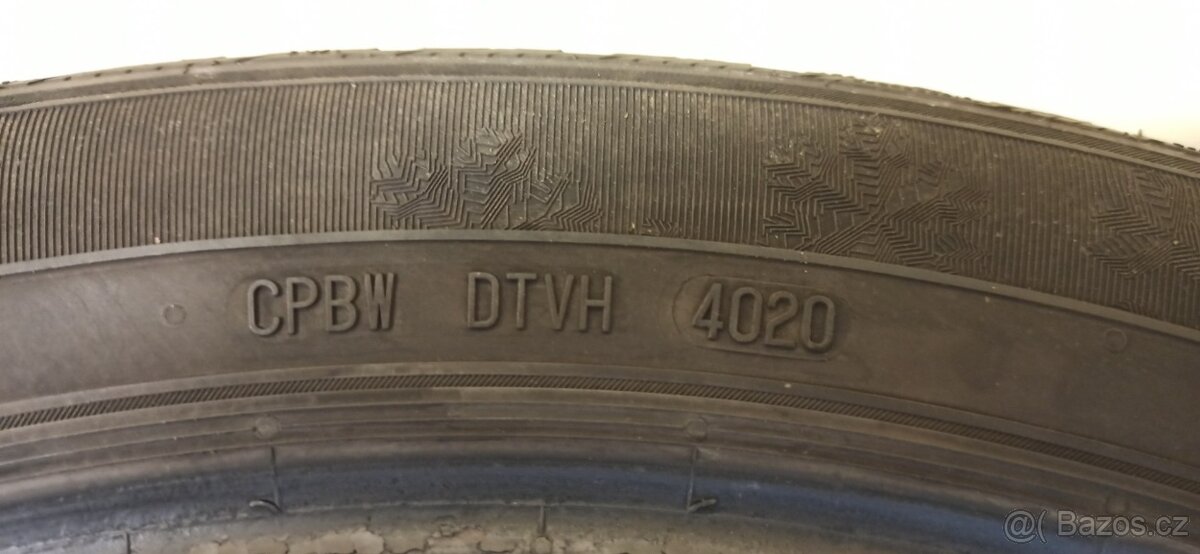 CPBW DTVH 4020
@( Bazos.cz